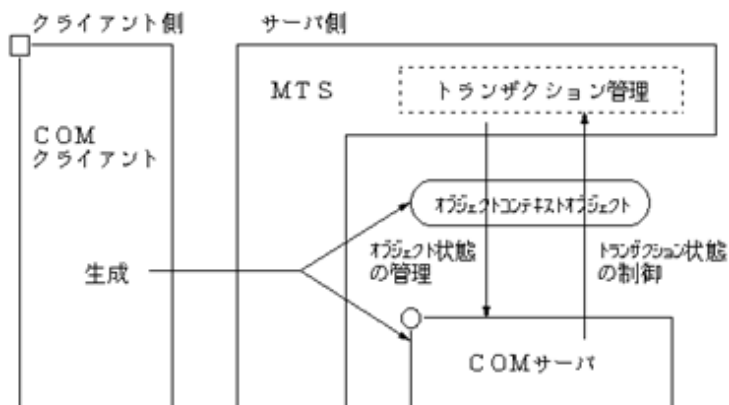 クライアント側
サーバ側
MTS
トランザクション管理
COM
クライアント
オブジェクトコンテキストオブジェクト
オブジェクト状態
の管理
トランザクション状態
の制御
生成
COMサーバ